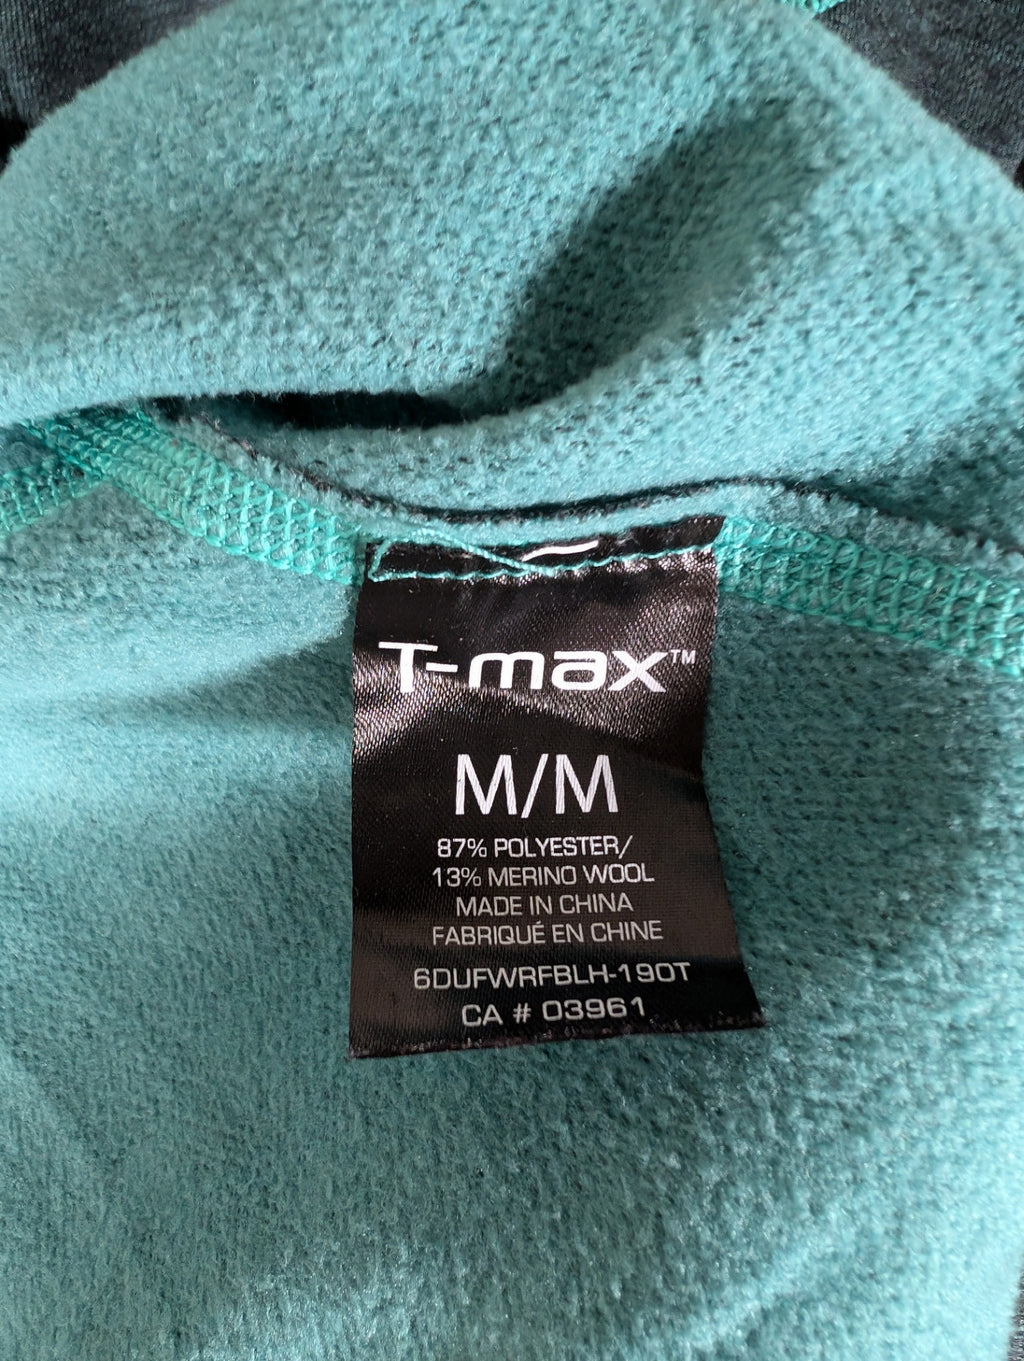 T-max™
M/M
87% POLYESTER/
13% MERINO WOOL
MADE IN CHINA
FABRIQUÉ EN CHINE
6DUFWRFBLH-190T
CA # 03961